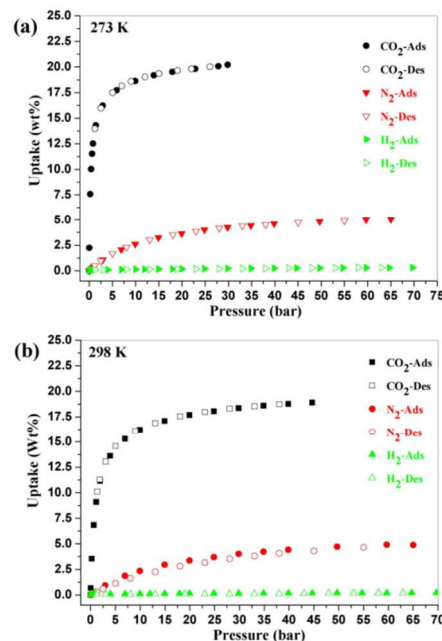 (a)
273 K
CO2-Ads
CO2-Des
N2-Ads
N2-Des
H2-Ads
H2-Des
Uptake (wt%)
25.0
22.5
20.0
17.5
15.0
12.5
10.0
7.5
5.0
2.5
0.0
0 5 10 15 20 25 30 35 40 45 50 55 60 65 70 75
Pressure (bar)
(b)
298 K
CO2-Ads
CO2-Des
N2-Ads
N2-Des
H2-Ads
H2-Des
Uptake (Wt%)
25.0
22.5
20.0
17.5
15.0
12.5
10.0
7.5
5.0
2.5
0.0
0 5 10 15 20 25 30 35 40 45 50 55 60 65 70
Pressure (bar)